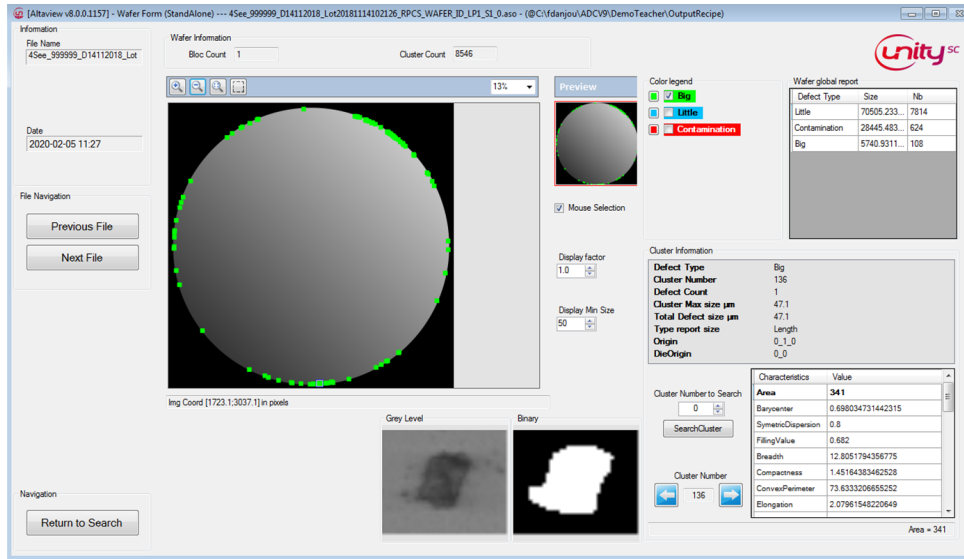 [Altaview v8.0.0.1157] - Wafer Form (StandAlone) --- 4See_999999_D14112018_Lot20181114102126_RPCS_WAFER_ID_LP1_S1_0.aso - (@C:\fdanjou\ADCV9\DemoTeacher\OutputRecipe)
Information
File Name
4See_999999_D14112018_Lot
Date
2020-02-05 11:27
File Navigation
Previous File
Next File
Navigation
Return to Search
Wafer Information
Bloc Count 1
Cluster Count 8546
13%
Img Coord [1723.1;3037.1] in pixels
Grey Level
Binary
Preview
Mouse Selection
Display factor
1.0
Display Min Size
50
unity sc
Color legend
Big
Little
Contamination
Wafer global report
Defect Type Size Nb
Little 70505.233... 7814
Contamination 28445.483... 624
Big 5740.9311... 108
Cluster Information
Defect Type Big
Cluster Number 136
Defect Count 1
Cluster Max size µm 47.1
Total Defect size µm 47.1
Type report size Length
Origin 0_1_0
DieOrigin 0_0
Cluster Number to Search
0
SearchCluster
Cluster Number
136
Characteristics Value
Area 341
Barycenter 0.698034731442315
SymetricDispersion 0.8
FillingValue 0.682
Breadth 12.8051794356775
Compactness 1.45164383462528
ConvexPerimeter 73.6333206655252
Elongation 2.07961548220649
Area = 341